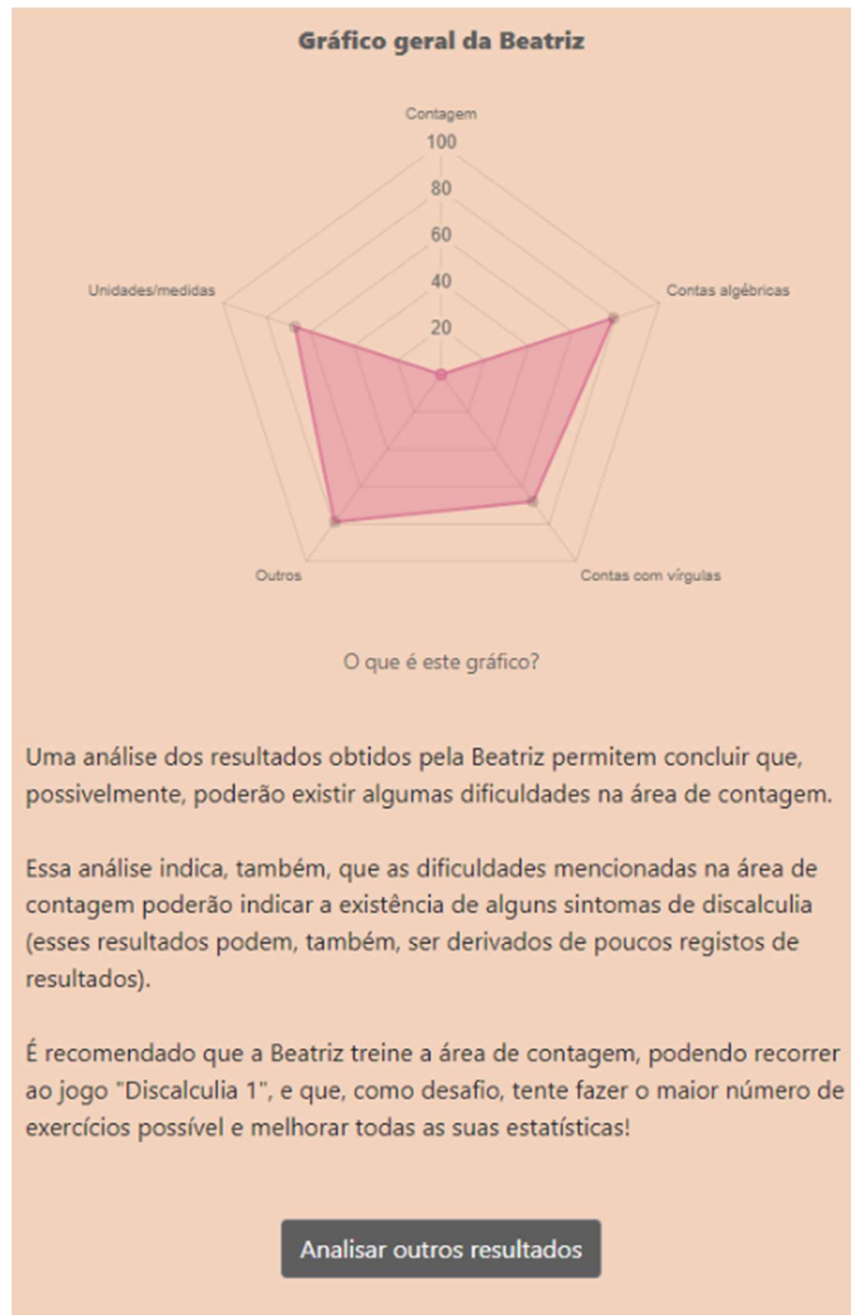 Gráfico geral da Beatriz
Contagem
100
80
60
40
20
Unidades/medidas
Contas algébricas
Outros
Contas com vírgulas
O que é este gráfico?
Uma análise dos resultados obtidos pela Beatriz permitem concluir que,
possivelmente, poderão existir algumas dificuldades na área de contagem.
Essa análise indica, também, que as dificuldades mencionadas na área de
contagem poderão indicar a existência de alguns sintomas de discalculia
(esses resultados podem, também, ser derivados de poucos registos de
resultados).
É recomendado que a Beatriz treine a área de contagem, podendo recorrer
ao jogo "Discalculia 1", e que, como desafio, tente fazer o maior número de
exercícios possível e melhorar todas as suas estatísticas!
Analisar outros resultados